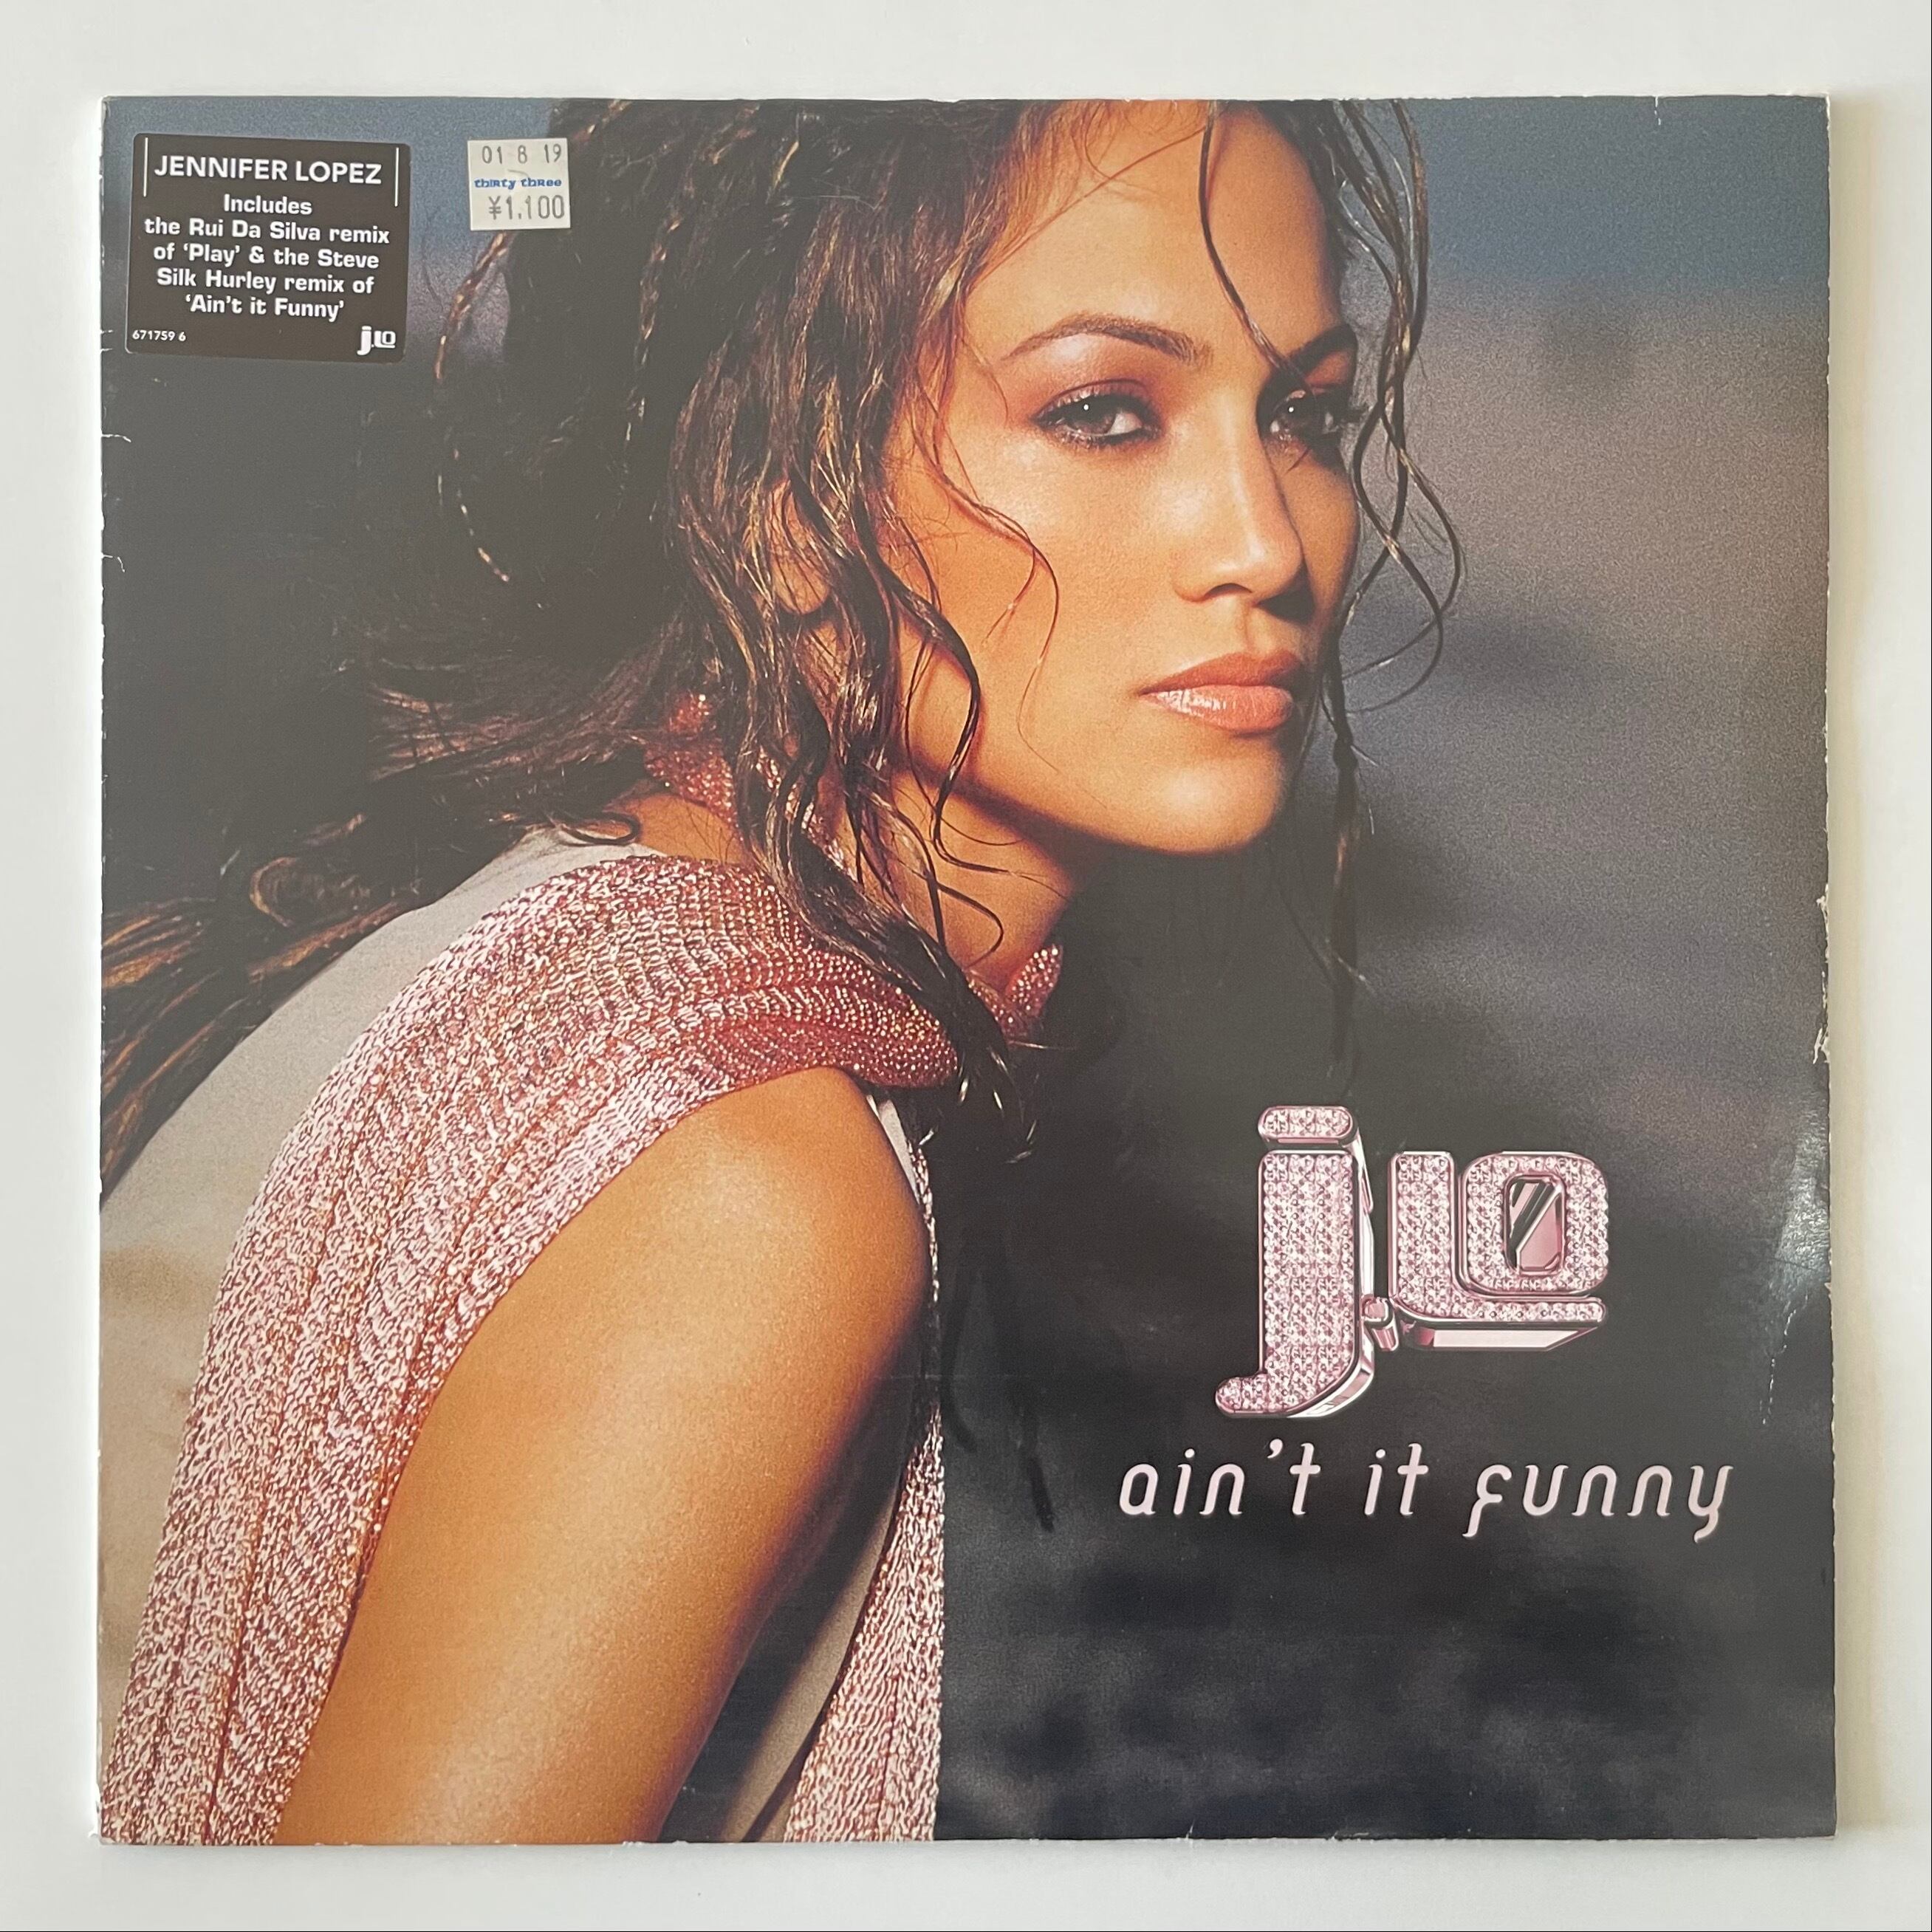 JENNIFER LOPEZ
Includes
the Rui Da Silva remix
of ‘Play’ & the Steve
Silk Hurley remix of
‘Ain’t it Funny’
671759 6
j.LO
01 8 19
thirty three
¥1,100
j.LO
ain’t it funny